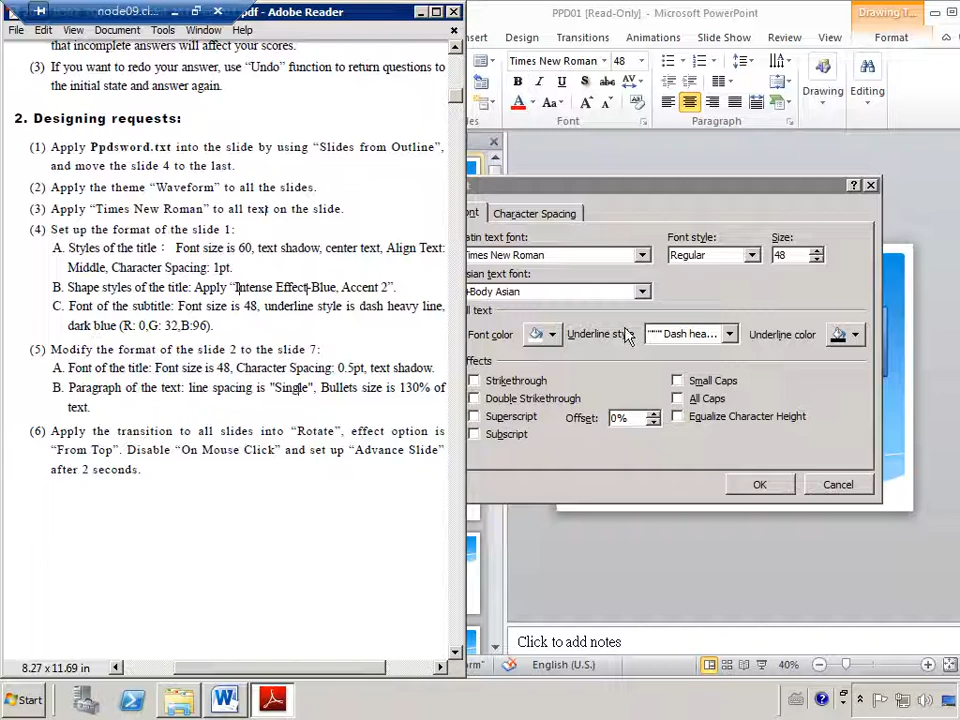 node09.cl
pdf - Adobe Reader
File Edit View Document Tools Window Help
that incomplete answers will affect your scores.
(3) If you want to redo your answer, use “Undo” function to return questions to
the initial state and answer again.
2. Designing requests:
(1) Apply Ppdsword.txt into the slide by using “Slides from Outline”,
and move the slide 4 to the last.
(2) Apply the theme “Waveform” to all the slides.
(3) Apply “Times New Roman” to all text on the slide.
(4) Set up the format of the slide 1:
A. Styles of the title： Font size is 60, text shadow, center text, Align Text:
Middle, Character Spacing: 1pt.
B. Shape styles of the title: Apply “Intense Effect-Blue, Accent 2”.
C. Font of the subtitle: Font size is 48, underline style is dash heavy line,
dark blue (R: 0,G: 32,B:96).
(5) Modify the format of the slide 2 to the slide 7:
A. Font of the title: Font size is 48, Character Spacing: 0.5pt, text shadow.
B. Paragraph of the text: line spacing is "Single", Bullets size is 130% of
text.
(6) Apply the transition to all slides into “Rotate”, effect option is
“From Top”. Disable “On Mouse Click” and set up “Advance Slide”
after 2 seconds.
8.27 x 11.69 in
PPD01 [Read-Only] - Microsoft PowerPoint
Drawing T...
sert Design Transitions Animations Slide Show Review View Format
Times New Roman 48
B I U S abc AV
A Aa A A
Drawing Editing
es Font Paragraph
t
nt Character Spacing
atin text font: Font style: Size:
imes New Roman Regular 48
sian text font:
+Body Asian
ll text
Font color Underline style Dash hea... Underline color
ffects
Strikethrough Small Caps
Double Strikethrough All Caps
Superscript Offset: 0% Equalize Character Height
Subscript
OK Cancel
Click to add notes
rm" English (U.S.) 40%
Start